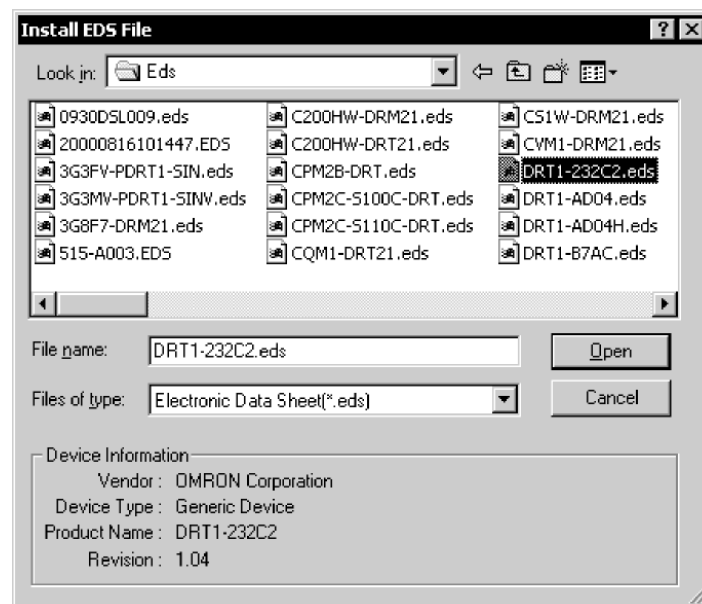 Install EDS File
Look in: Eds
0930DSL009.eds C200HW-DRM21.eds CS1W-DRM21.eds
20000816101447.EDS C200HW-DRT21.eds CVM1-DRM21.eds
3G3FV-PDRT1-SIN.eds CPM2B-DRT.eds DRT1-232C2.eds
3G3MV-PDRT1-SINV.eds CPM2C-S100C-DRT.eds DRT1-AD04.eds
3G8F7-DRM21.eds CPM2C-S110C-DRT.eds DRT1-AD04H.eds
515-A003.EDS CQM1-DRT21.eds DRT1-B7AC.eds
File name: DRT1-232C2.eds Open
Files of type: Electronic Data Sheet(*.eds) Cancel
Device Information
Vendor : OMRON Corporation
Device Type : Generic Device
Product Name : DRT1-232C2
Revision : 1.04